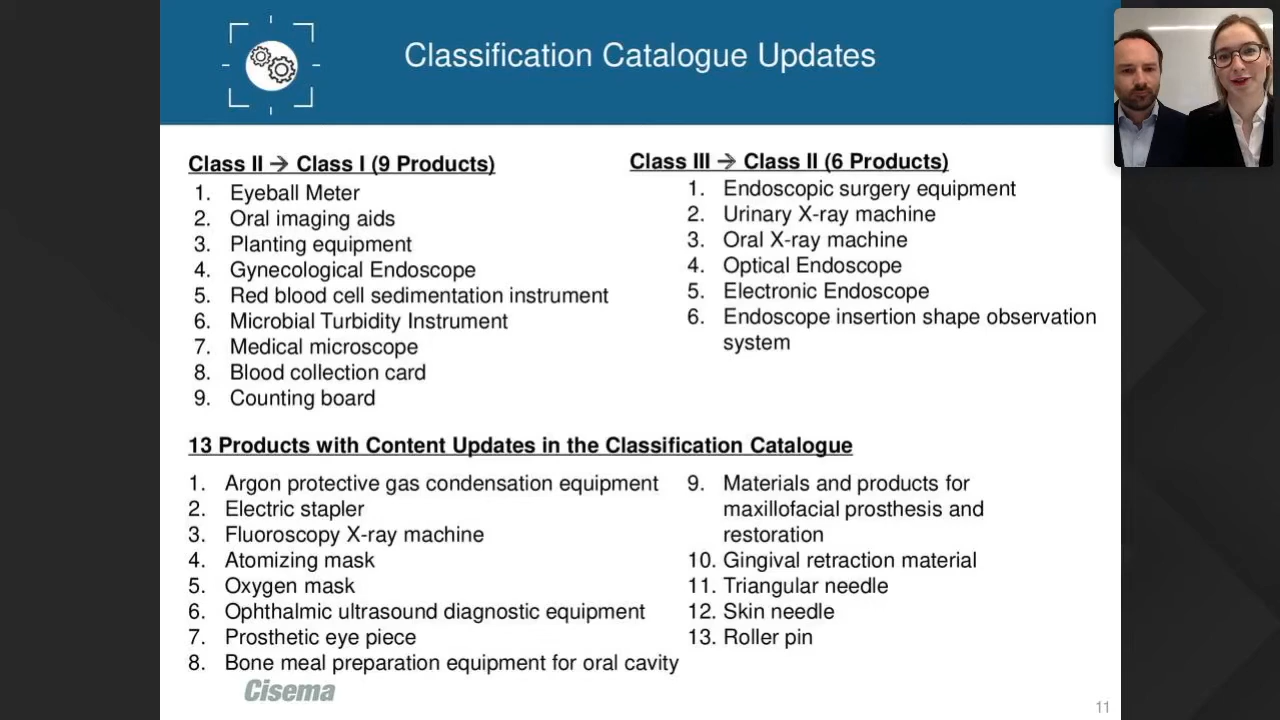 Classification Catalogue Updates
Class II → Class I (9 Products)
1. Eyeball Meter
2. Oral imaging aids
3. Planting equipment
4. Gynecological Endoscope
5. Red blood cell sedimentation instrument
6. Microbial Turbidity Instrument
7. Medical microscope
8. Blood collection card
9. Counting board
Class III → Class II (6 Products)
1. Endoscopic surgery equipment
2. Urinary X-ray machine
3. Oral X-ray machine
4. Optical Endoscope
5. Electronic Endoscope
6. Endoscope insertion shape observation
system
13 Products with Content Updates in the Classification Catalogue
1. Argon protective gas condensation equipment
2. Electric stapler
3. Fluoroscopy X-ray machine
4. Atomizing mask
5. Oxygen mask
6. Ophthalmic ultrasound diagnostic equipment
7. Prosthetic eye piece
8. Bone meal preparation equipment for oral cavity
9. Materials and products for
maxillofacial prosthesis and
restoration
10. Gingival retraction material
11. Triangular needle
12. Skin needle
13. Roller pin
Cisema
11